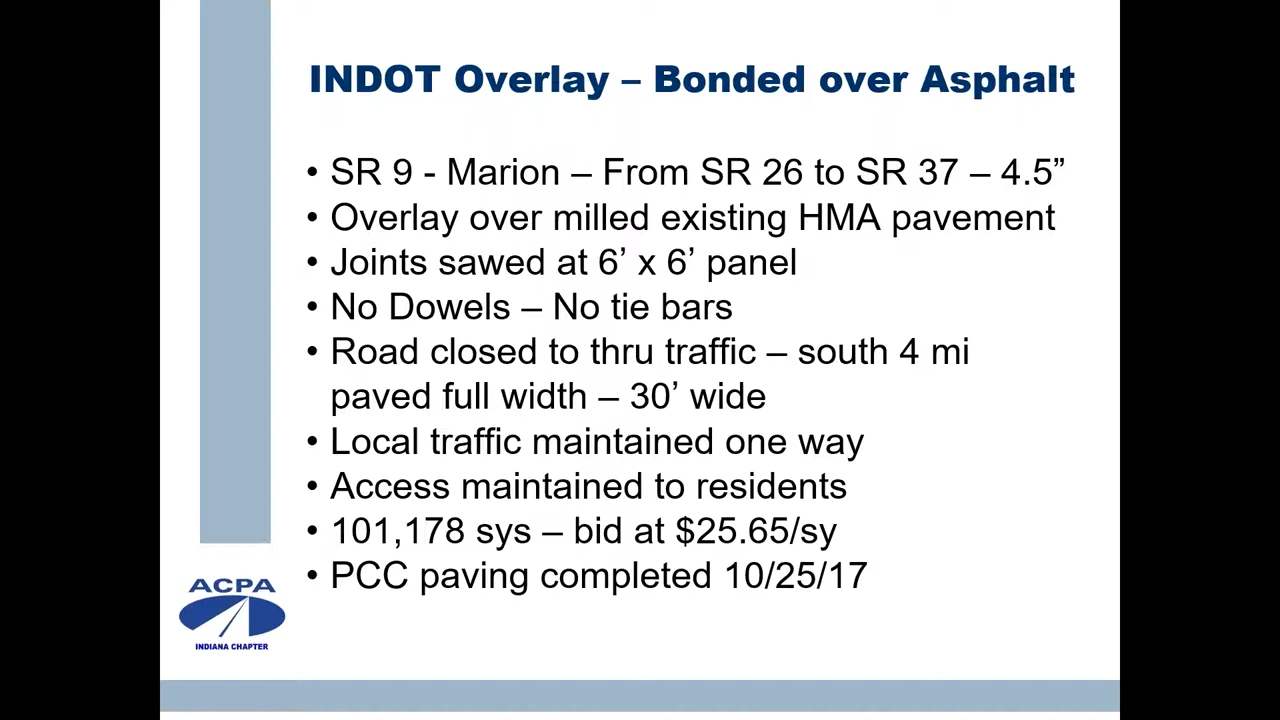 INDOT Overlay – Bonded over Asphalt
• SR 9 - Marion – From SR 26 to SR 37 – 4.5”
• Overlay over milled existing HMA pavement
• Joints sawed at 6’ x 6’ panel
• No Dowels – No tie bars
• Road closed to thru traffic – south 4 mi
paved full width – 30’ wide
• Local traffic maintained one way
• Access maintained to residents
• 101,178 sys – bid at $25.65/sy
• PCC paving completed 10/25/17
ACPA
INDIANA CHAPTER